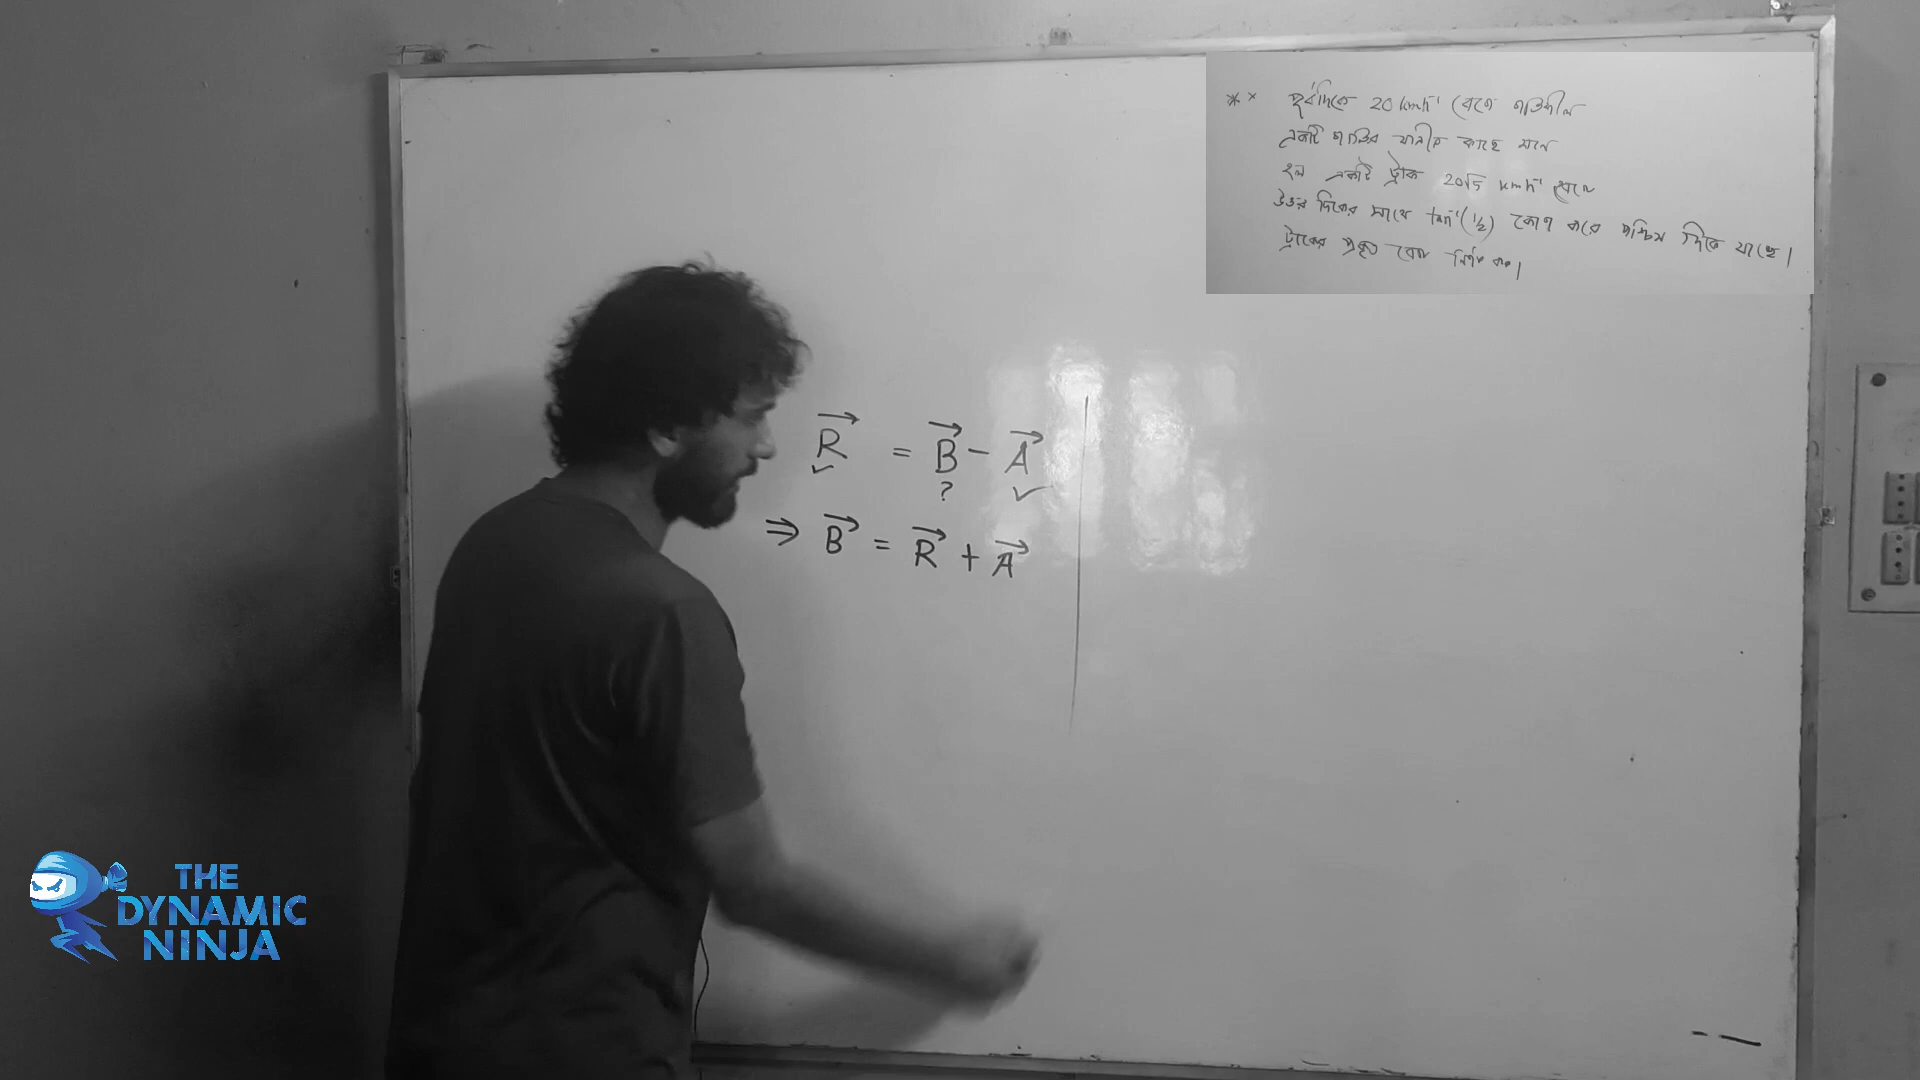 ** পূর্বদিকে 20 kmh⁻¹ বেগে গতিশীল
একটি গাড়ির যাত্রীর কাছে মনে
হল একটি ট্রাক 20√5 kmh⁻¹ বেগে
উত্তর দিকের সাথে tan⁻¹(1/2) কোণ করে পশ্চিম দিকে যাচ্ছে।
ট্রাকের প্রকৃত বেগ নির্ণয় কর।
R⃗ = B⃗ - A⃗
✓ ? ✓
⇒ B⃗ = R⃗ + A⃗
THE
DYNAMIC
NINJA